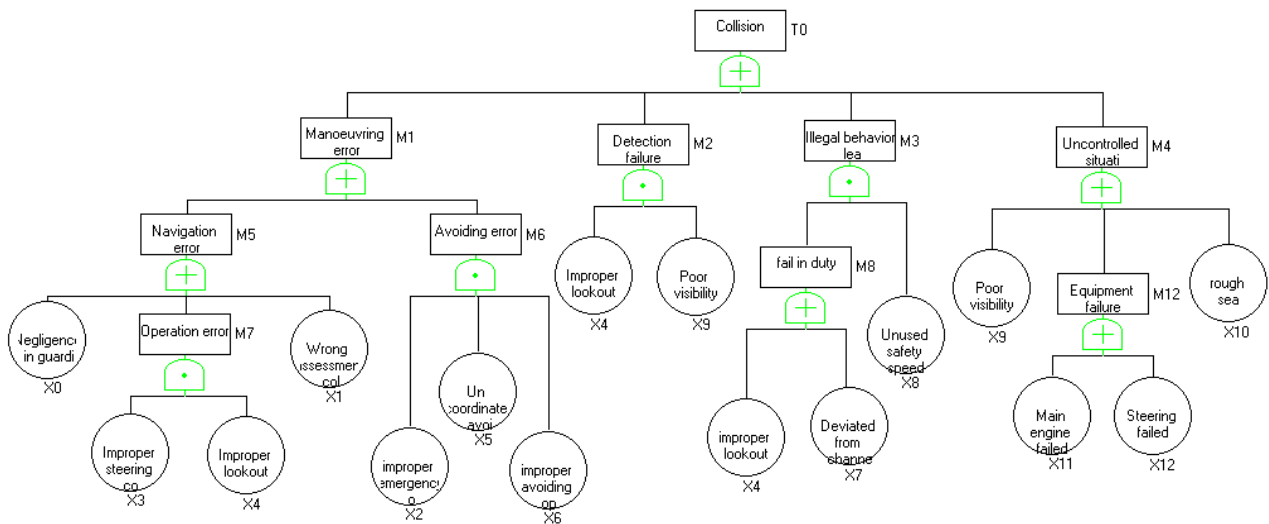 Collision
T0
Manoeuvring
error
M1
Detection
failure
M2
Illegal behavior
lea
M3
Uncontrolled
situati
M4
Navigation
error
M5
Avoiding error
M6
Improper
lookout
X4
Poor
visibility
X9
fail in duty
M8
Poor
visibility
X9
Equipment
failure
M12
rough
sea
X10
in guardi
X0
Operation error
M7
Wrong
col
X1
Un
avoi
X5
Unused
safety
speed
X8
Improper
steering
co
X3
Improper
lookout
X4
improper
o
X2
improper
avoiding
op
X6
improper
lookout
X4
Deviated
from
channe
X7
Main
engine
failed
X11
Steering
failed
X12